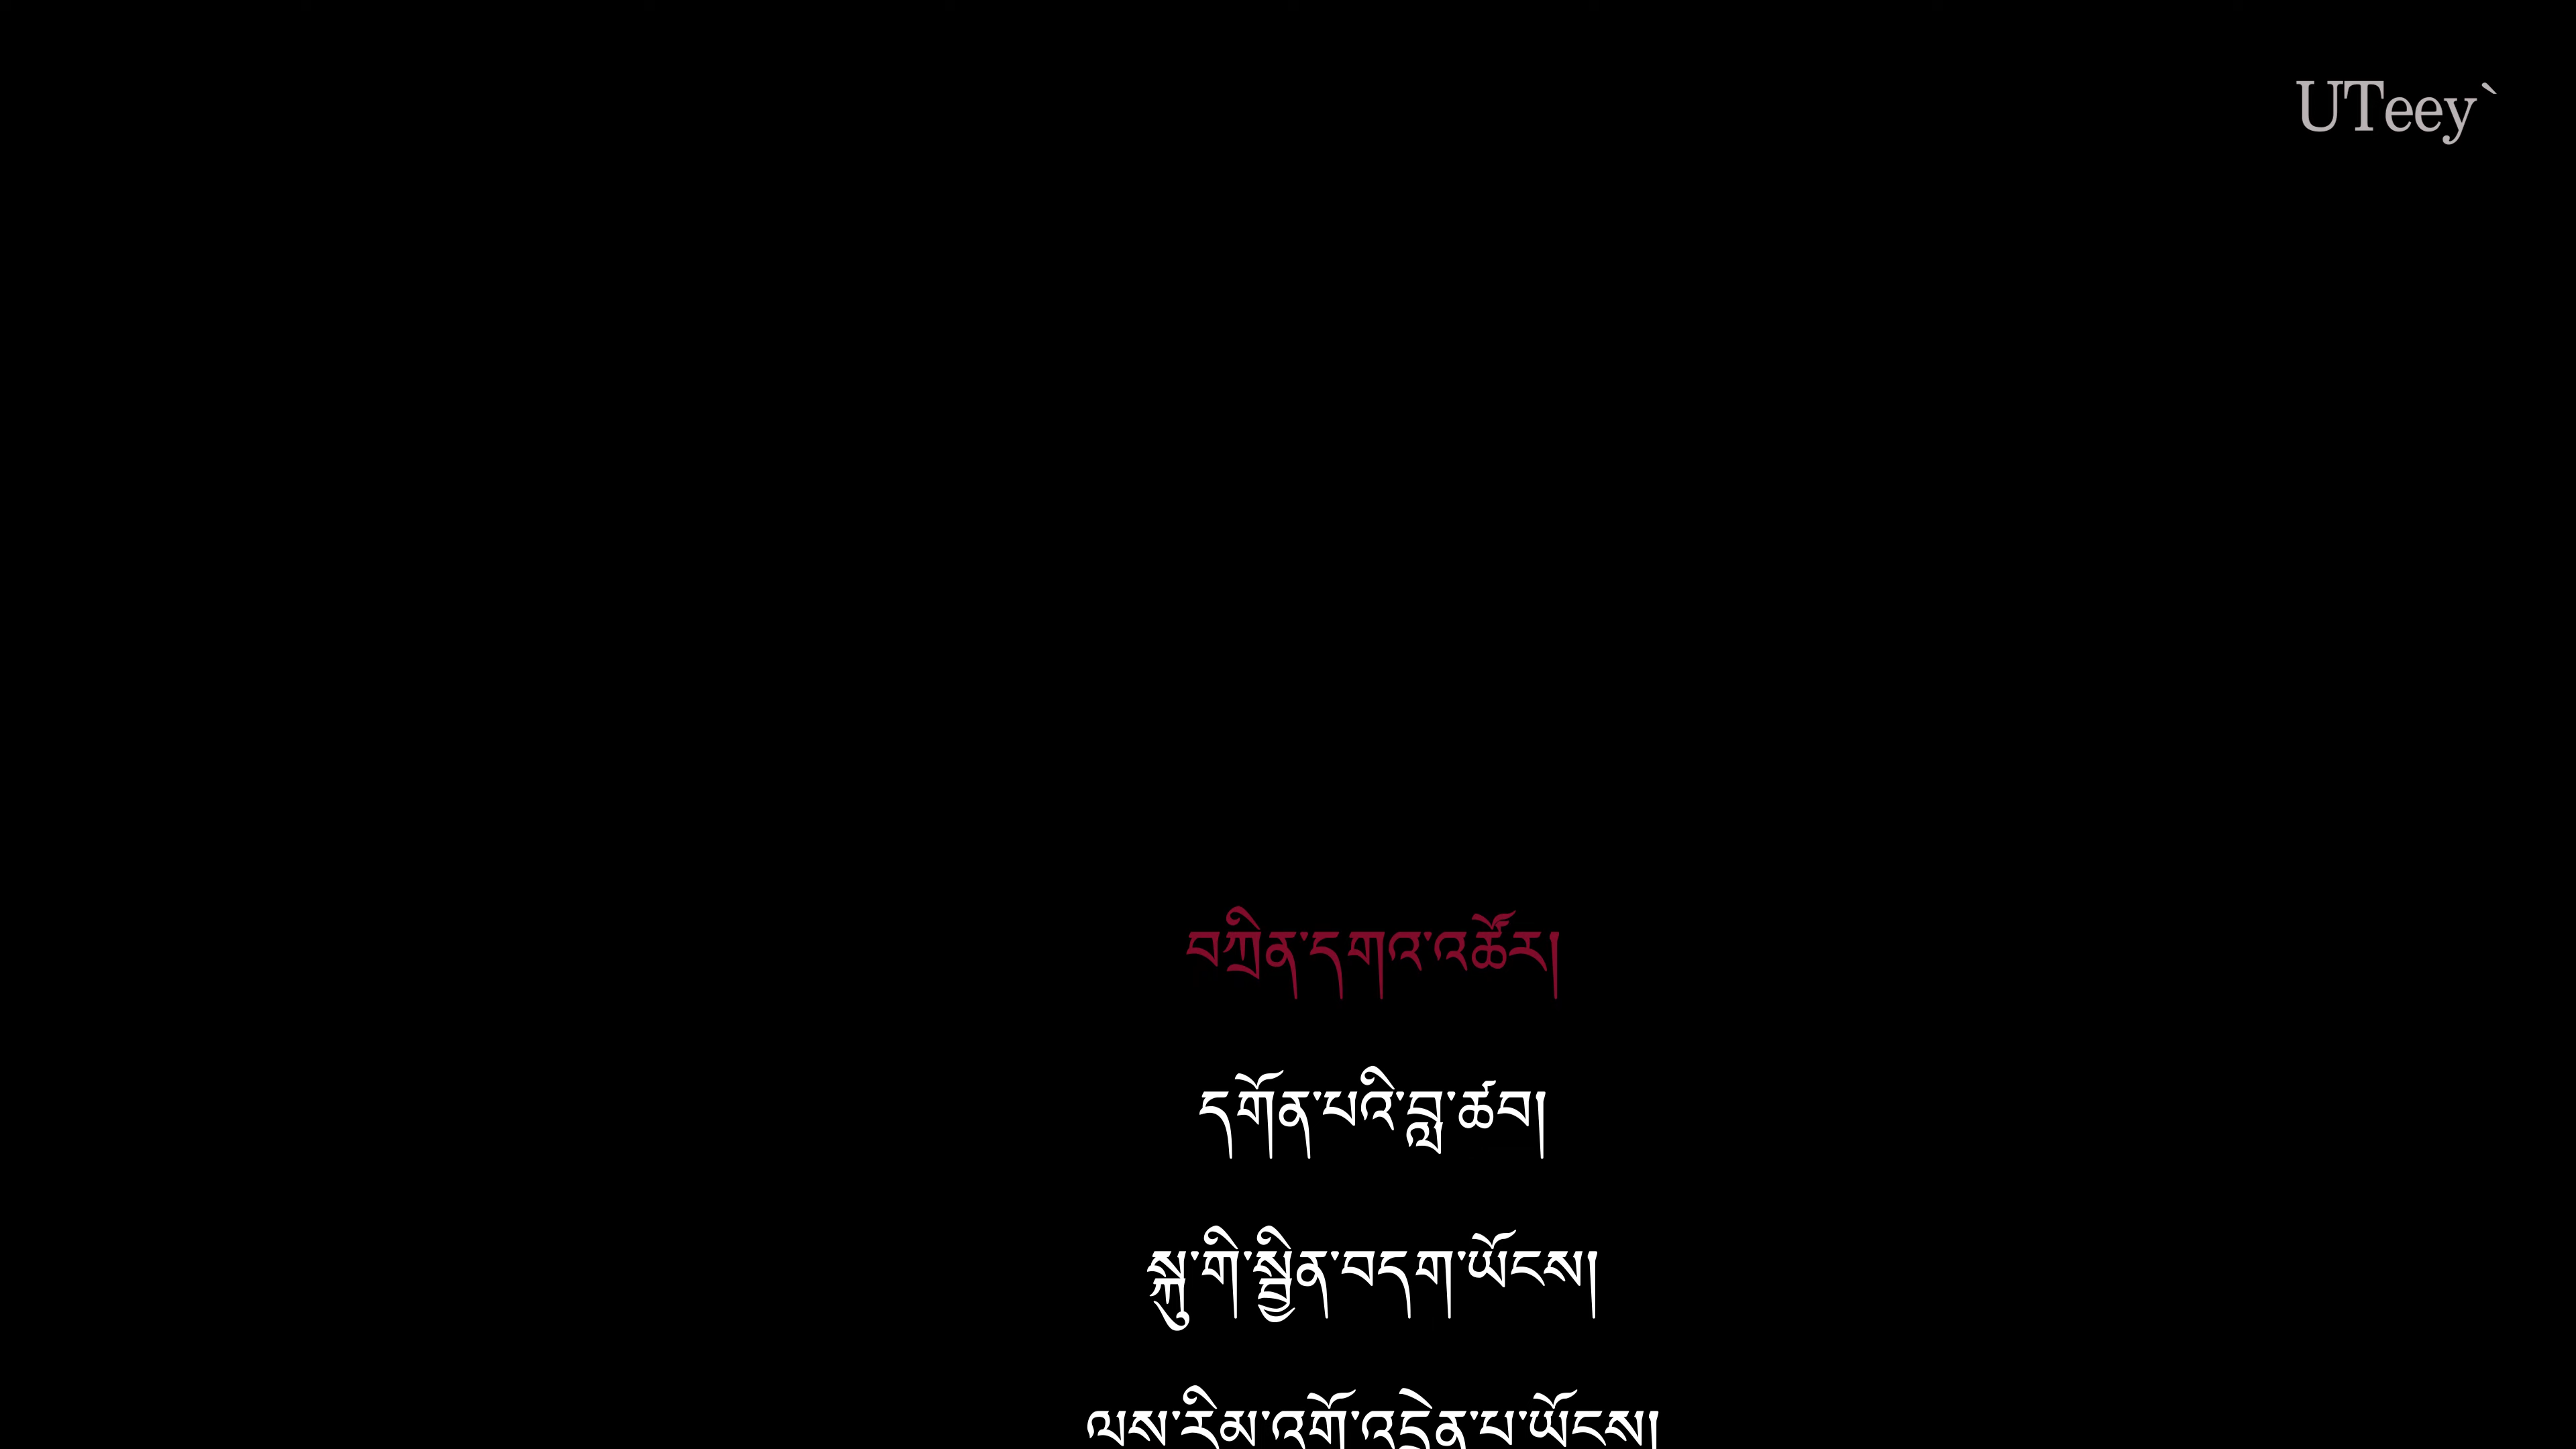 UTeey`
བཀྲིན་དགའ་འཚོར།
དགོན་པའི་བླ་ཚབ།
སྐུ་གི་སྦྱིན་བདག་ཡོངས།
ལས་རིམ་འགོ་འདྲེན་པ་ཡོངས།